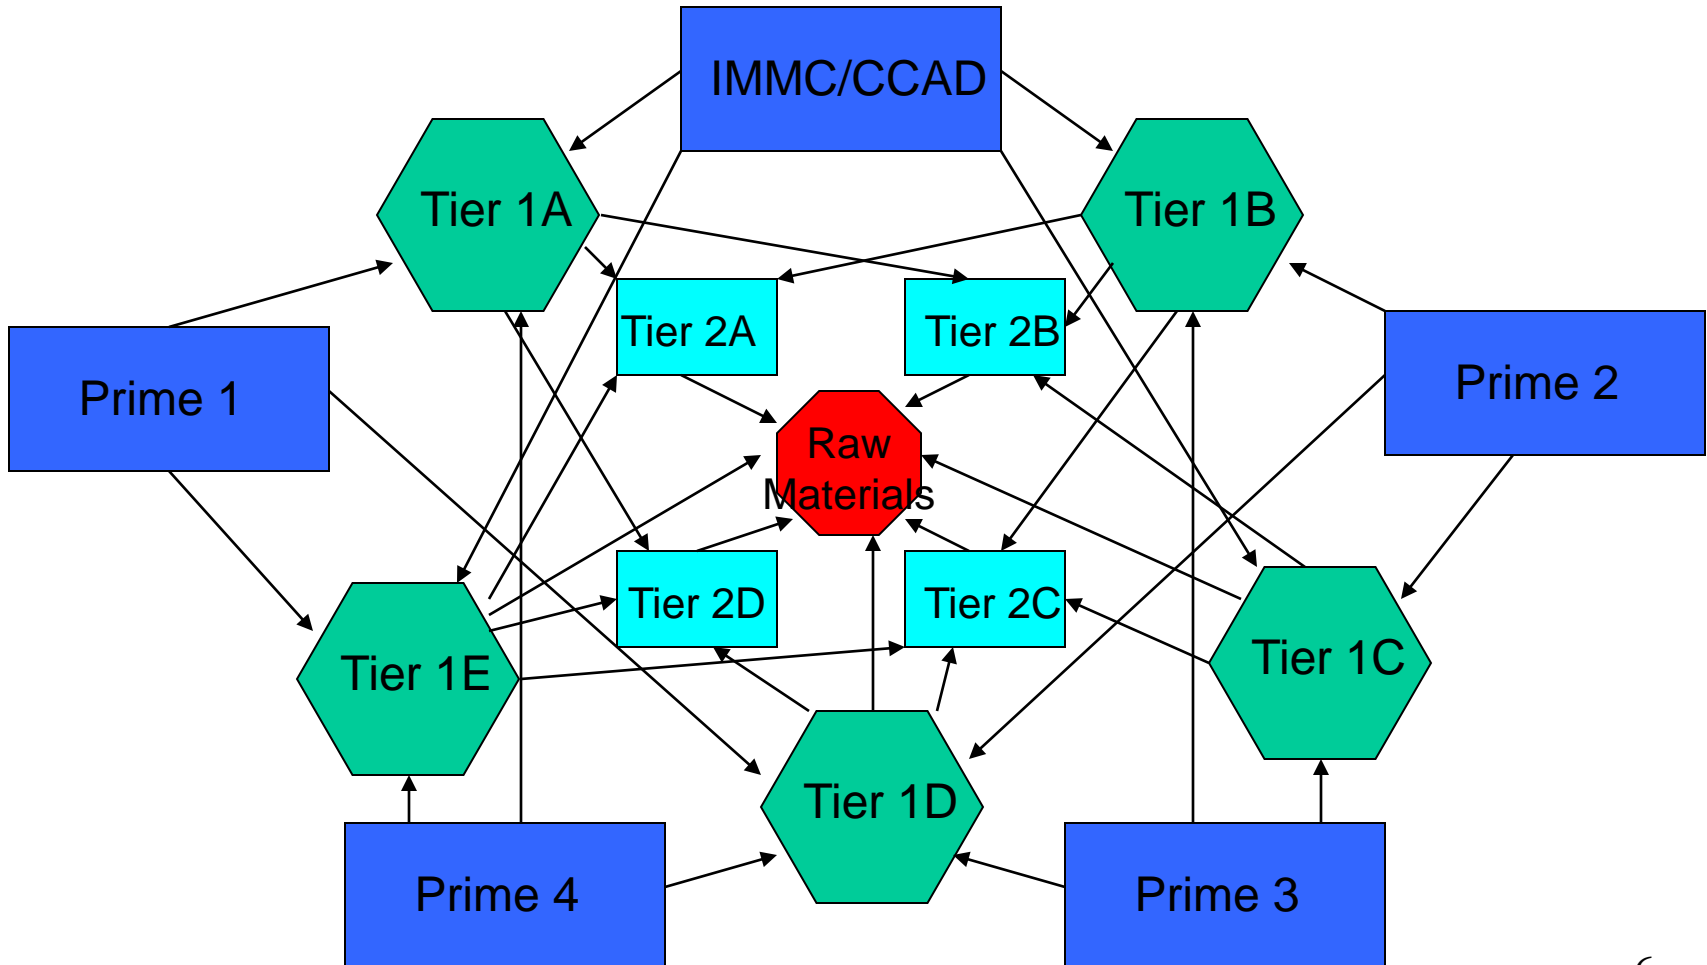 IMMC/CCAD
Tier 1A
Tier 1B
Tier 2A
Tier 2B
Prime 1
Prime 2
Raw
Materials
Tier 2D
Tier 2C
Tier 1E
Tier 1C
Tier 1D
Prime 4
Prime 3